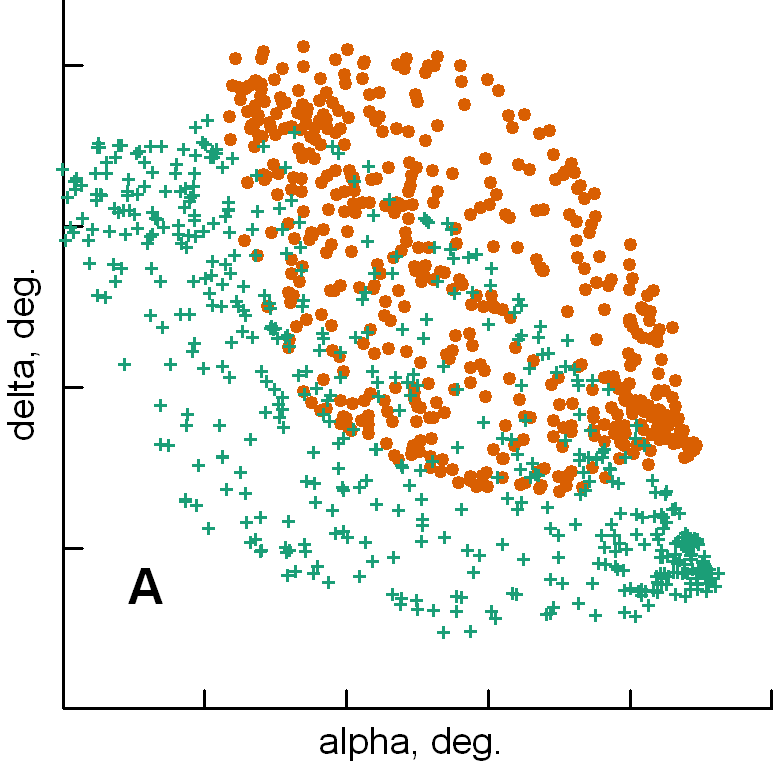 delta, deg.
A
alpha, deg.